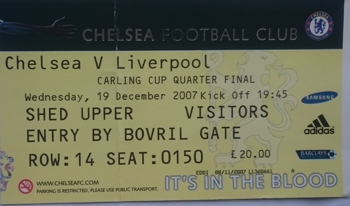 CHELSEA FOOTBALL CLUB
Chelsea V Liverpool
CARLING CUP QUARTER FINAL
Wednesday, 19 December 2007 Kick Off 19:45
SHED UPPER VISITORS
ENTRY BY BOVRIL GATE
ROW:14 SEAT:0150 £20.00
SAMSUNG
adidas
BARCLAYS
WWW.CHELSEAFC.COM
PARKING IS RESTRICTED. PLEASE USE PUBLIC TRANSPORT.
IT'S IN THE BLOOD